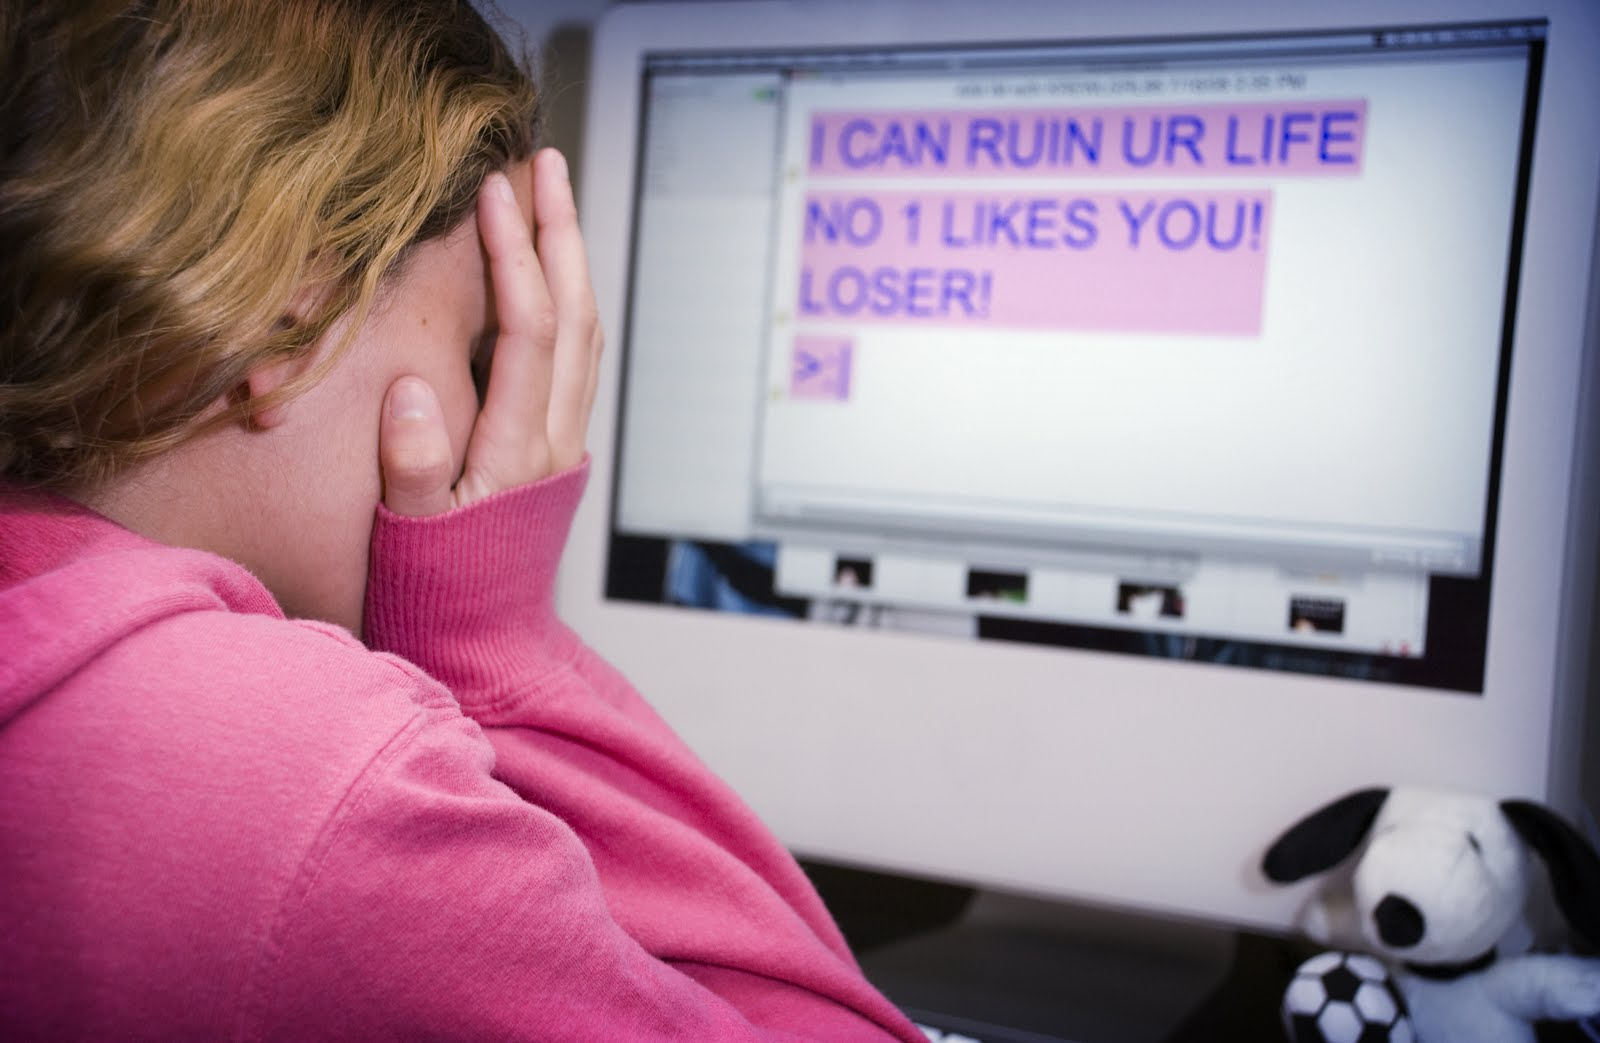 I CAN RUIN UR LIFE
NO 1 LIKES YOU!
LOSER!
>:|